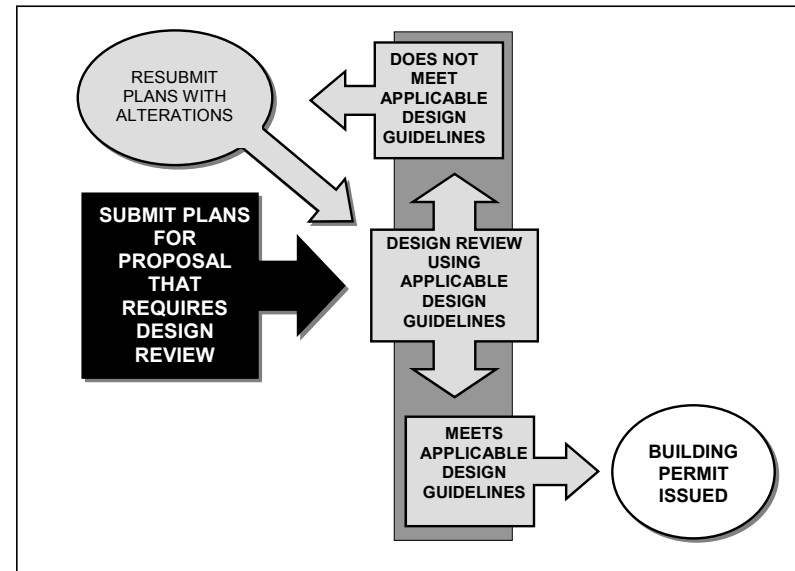 RESUBMIT
PLANS WITH
ALTERATIONS
DOES NOT
MEET
APPLICABLE
DESIGN
GUIDELINES
SUBMIT PLANS
FOR
PROPOSAL
THAT
REQUIRES
DESIGN
REVIEW
DESIGN REVIEW
USING
APPLICABLE
DESIGN
GUIDELINES
MEETS
APPLICABLE
DESIGN
GUIDELINES
BUILDING
PERMIT
ISSUED